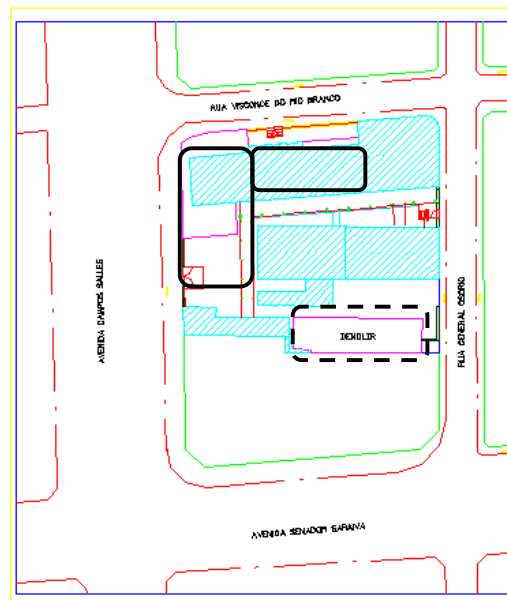 RUA VISCONDE DO RIO BRANCO
AVENIDA CAMPOS SALLES
DEMOLIR
RUA GENERAL OSORIO
AVENIDA SENADOR SARAIVA